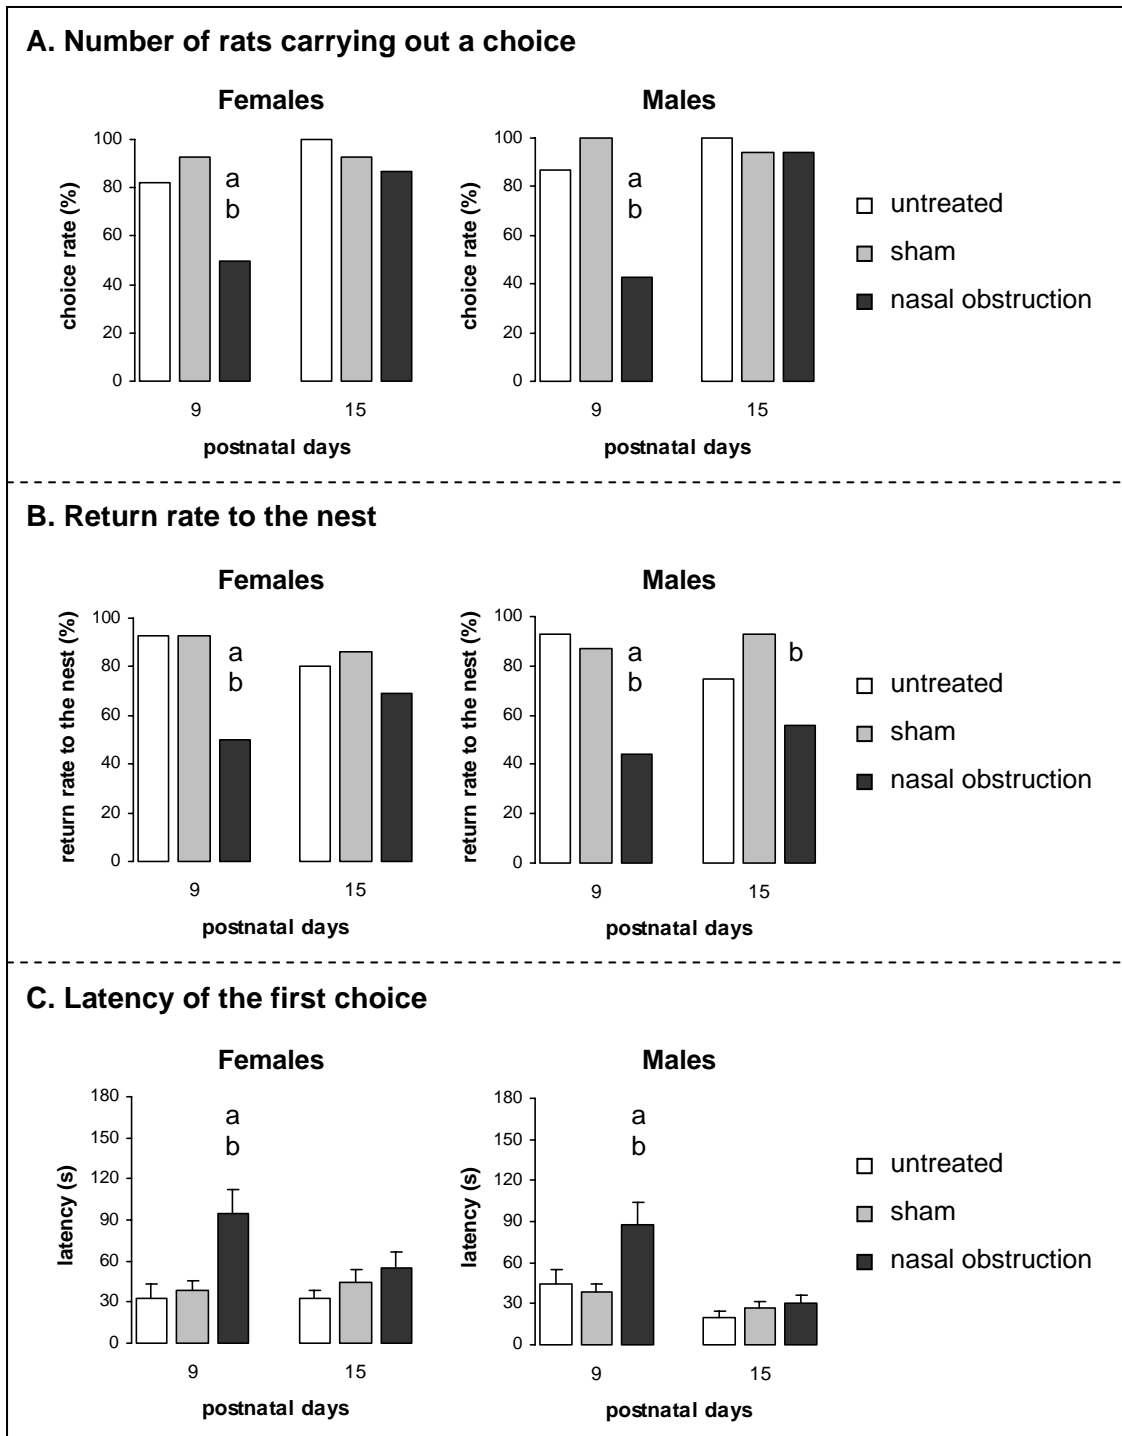 A. Number of rats carrying out a choice
Females
Males
choice rate (%)
100
80
60
40
20
0
a
b
9
15
postnatal days
choice rate (%)
100
80
60
40
20
0
a
b
9
15
postnatal days
untreated
sham
nasal obstruction
B. Return rate to the nest
Females
Males
return rate to the nest (%)
100
80
60
40
20
0
a
b
9
15
postnatal days
return rate to the nest (%)
100
80
60
40
20
0
a
b
b
9
15
postnatal days
untreated
sham
nasal obstruction
C. Latency of the first choice
Females
Males
latency (s)
180
150
120
90
60
30
0
a
b
9
15
postnatal days
latency (s)
180
150
120
90
60
30
0
a
b
9
15
postnatal days
untreated
sham
nasal obstruction